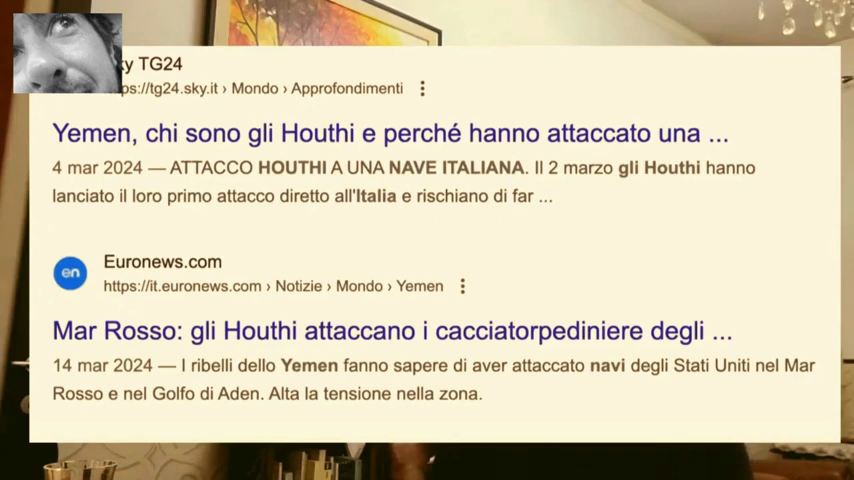 ky TG24
ps://tg24.sky.it › Mondo › Approfondimenti
Yemen, chi sono gli Houthi e perché hanno attaccato una ...
4 mar 2024 — ATTACCO HOUTHI A UNA NAVE ITALIANA. Il 2 marzo gli Houthi hanno
lanciato il loro primo attacco diretto all'Italia e rischiano di far ...
en
Euronews.com
https://it.euronews.com › Notizie › Mondo › Yemen
Mar Rosso: gli Houthi attaccano i cacciatorpediniere degli ...
14 mar 2024 — I ribelli dello Yemen fanno sapere di aver attaccato navi degli Stati Uniti nel Mar
Rosso e nel Golfo di Aden. Alta la tensione nella zona.